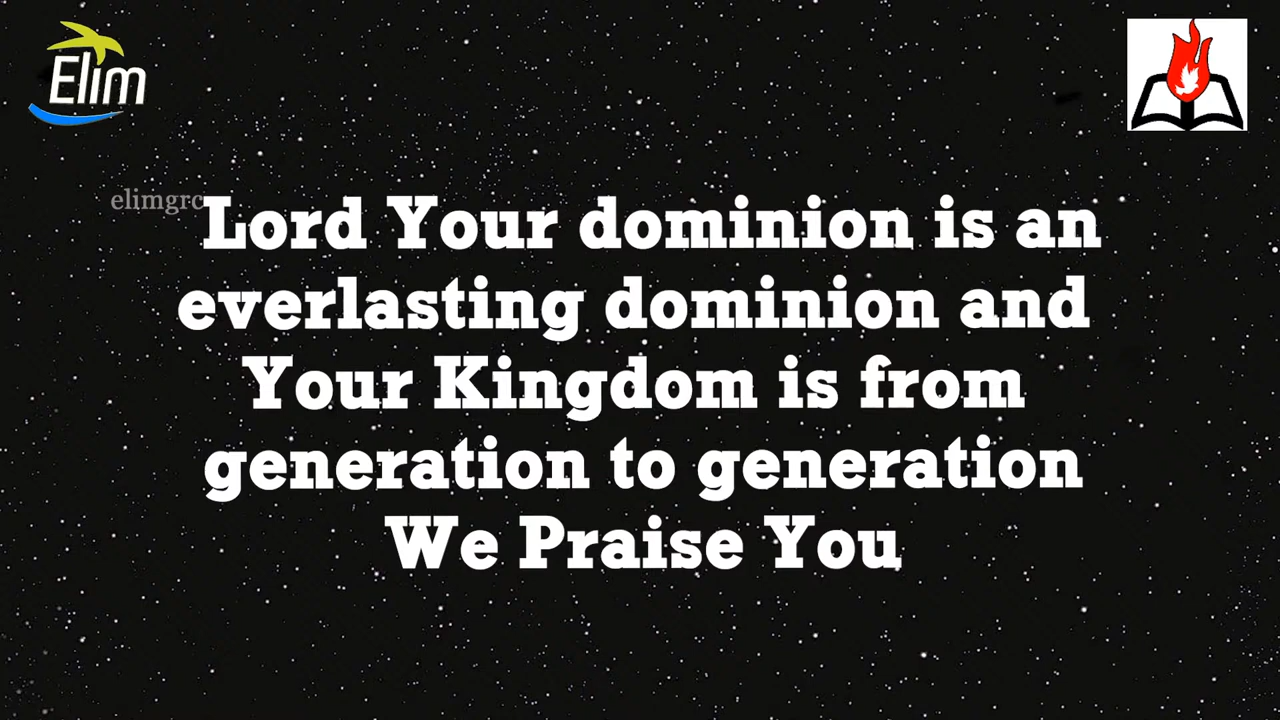 Elim
elimgrc
Lord Your dominion is an
everlasting dominion and
Your Kingdom is from
generation to generation
We Praise You